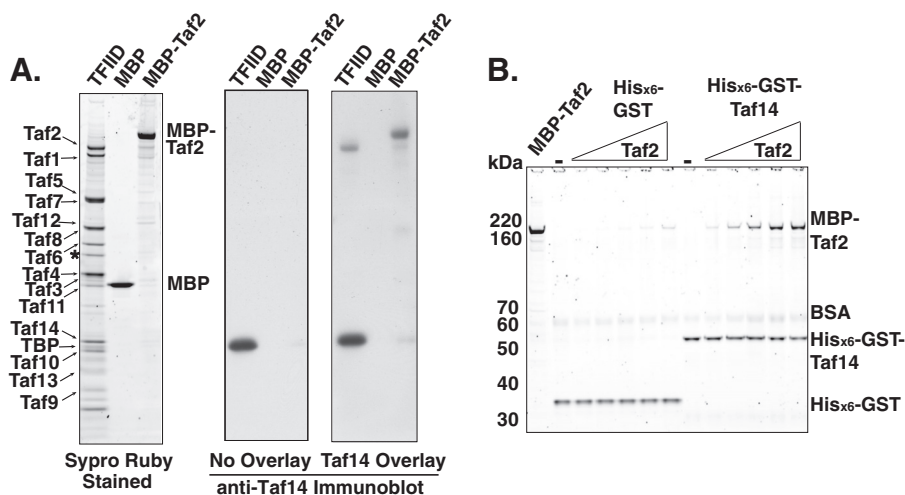 A.
TFIID
MBP
MBP-Taf2
TFIID
MBP
MBP-Taf2
TFIID
MBP
MBP-Taf2
Taf2
Taf1
Taf5
Taf7
Taf12
Taf8
Taf6
*
Taf4
Taf3
Taf11
Taf14
TBP
Taf10
Taf13
Taf9
MBP-
Taf2
MBP
Sypro Ruby
Stained
No Overlay
Taf14 Overlay
anti-Taf14 Immunoblot
B.
MBP-Taf2
Hisx6-
GST
Hisx6-GST-
Taf14
kDa
-
Taf2
-
Taf2
220
160
70
60
50
40
30
MBP-
Taf2
BSA
Hisx6-GST-
Taf14
Hisx6-GST